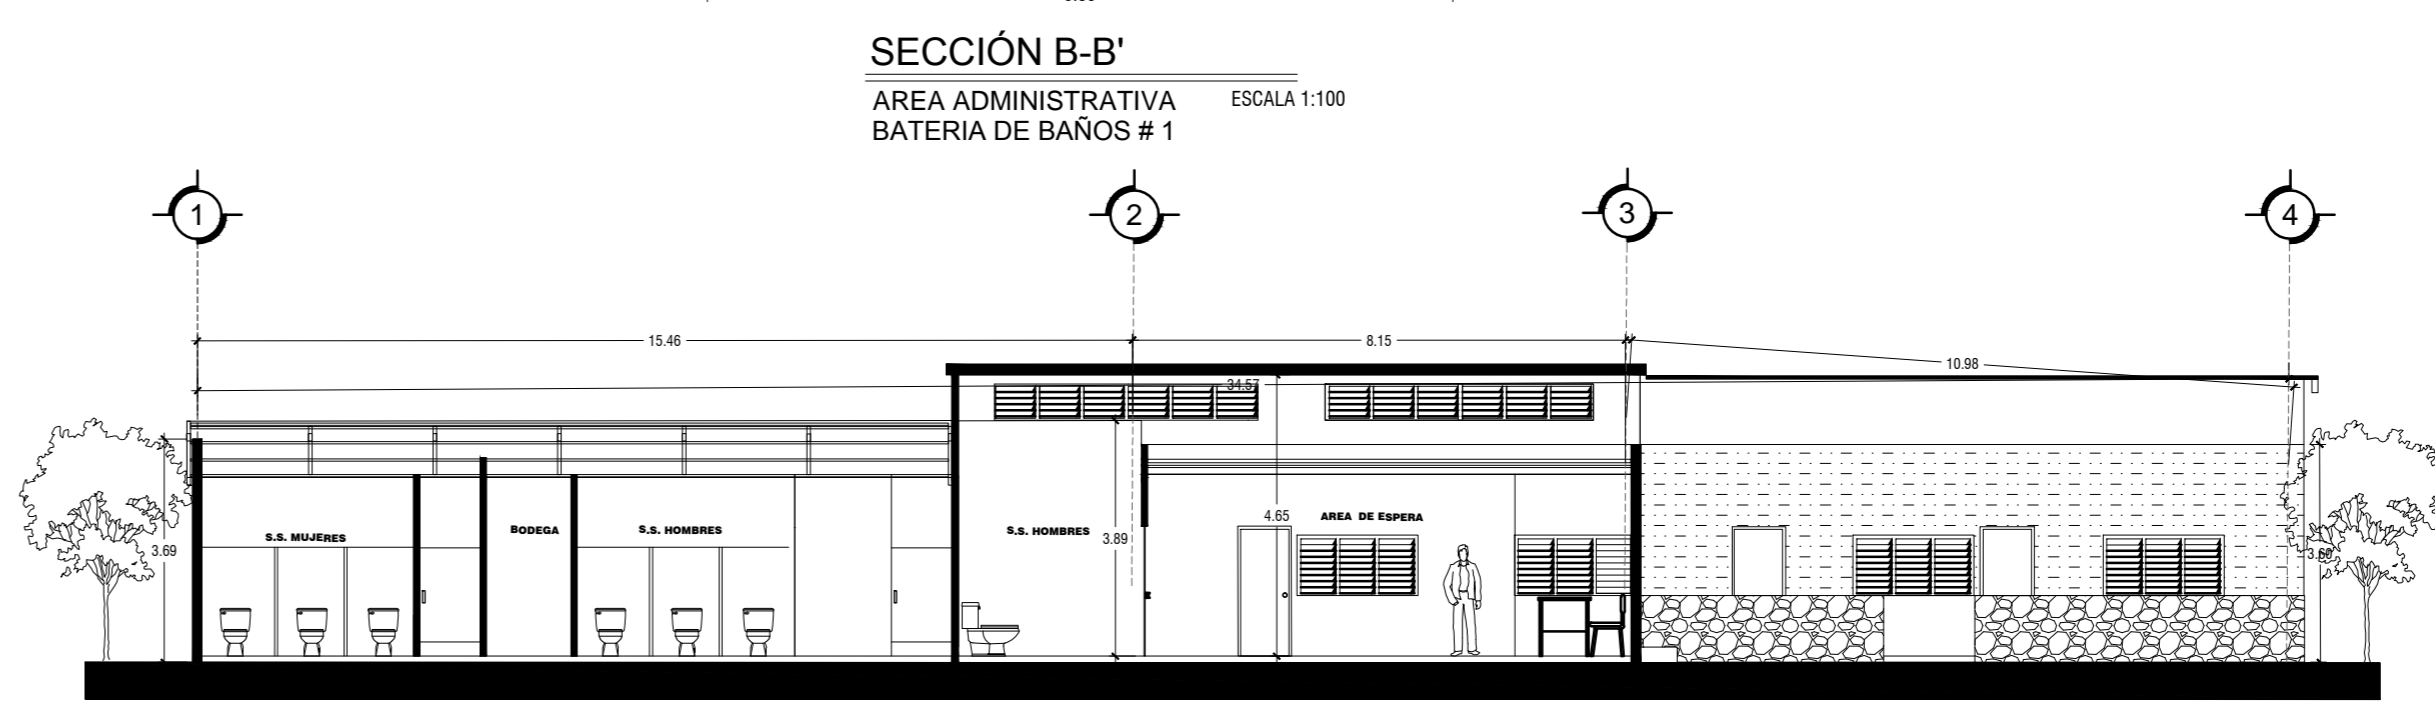 SECCIÓN B-B'
AREA ADMINISTRATIVA ESCALA 1:100
BATERIA DE BAÑOS # 1
1 2 3 4
15.46 8.15
10.98
34.57
4.65 AREA DE ESPERA
S.S. MUJERES BODEGA S.S. HOMBRES S.S. HOMBRES 3.89
3.69 3.60